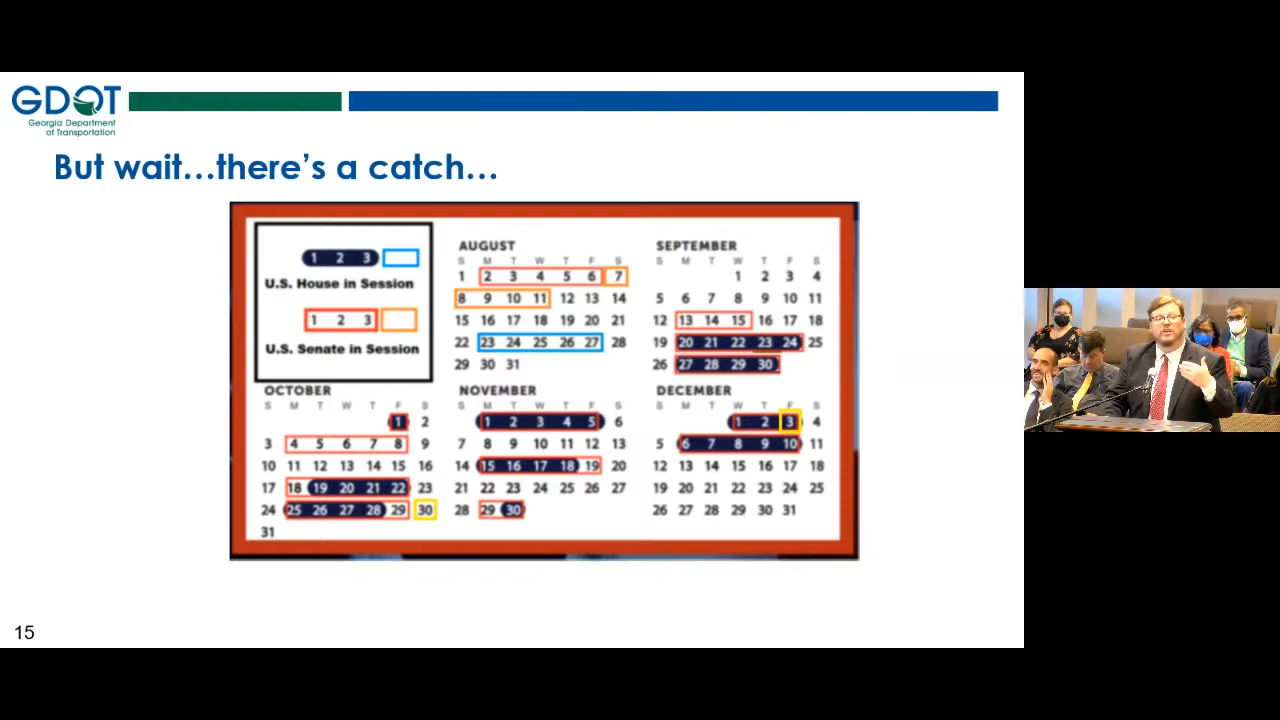 GDOT
Georgia Department
of Transportation
But wait…there's a catch…
1 2 3
U.S. House in Session
1 2 3
U.S. Senate in Session
AUGUST
S M T W T F S
1 2 3 4 5 6 7
8 9 10 11 12 13 14
15 16 17 18 19 20 21
22 23 24 25 26 27 28
29 30 31
SEPTEMBER
S M T W T F S
1 2 3 4
5 6 7 8 9 10 11
12 13 14 15 16 17 18
19 20 21 22 23 24 25
26 27 28 29 30
OCTOBER
S M T W T F S
1 2
3 4 5 6 7 8 9
10 11 12 13 14 15 16
17 18 19 20 21 22 23
24 25 26 27 28 29 30
31
NOVEMBER
S M T W T F S
1 2 3 4 5 6
7 8 9 10 11 12 13
14 15 16 17 18 19 20
21 22 23 24 25 26 27
28 29 30
DECEMBER
S M T W T F S
1 2 3 4
5 6 7 8 9 10 11
12 13 14 15 16 17 18
19 20 21 22 23 24 25
26 27 28 29 30 31
15